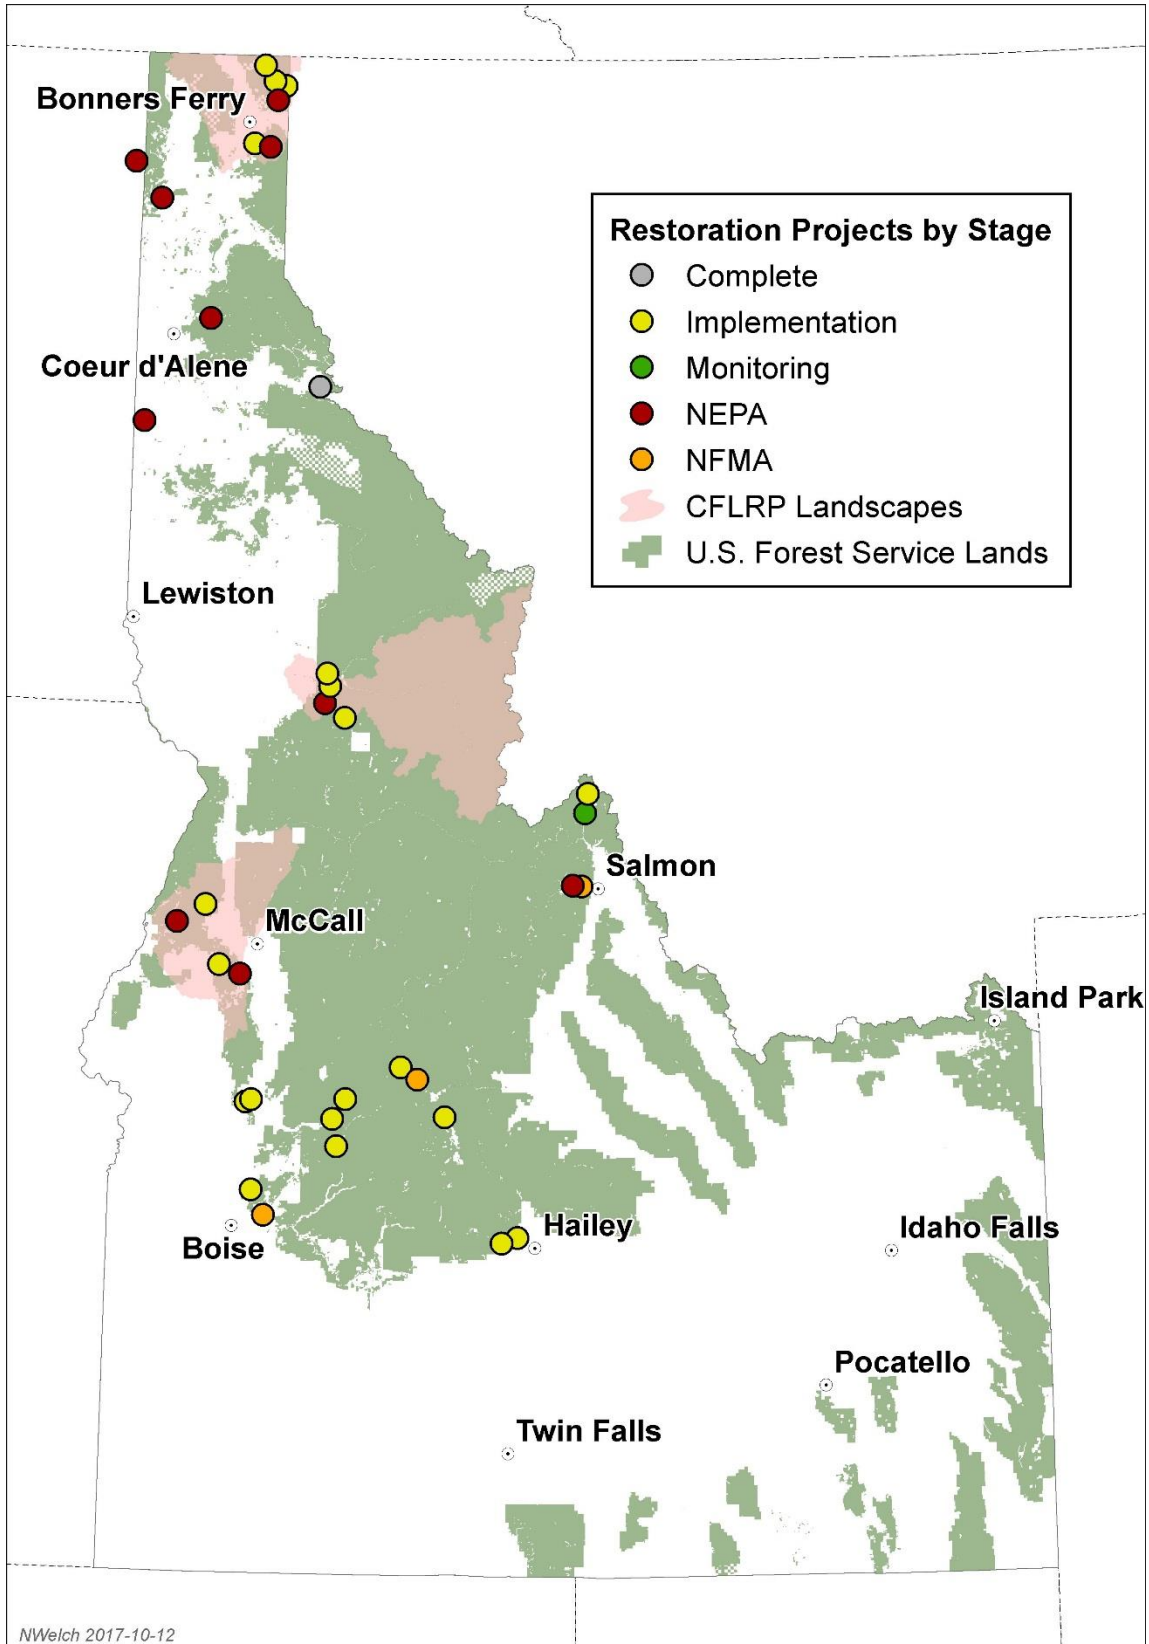 Bonners Ferry
Restoration Projects by Stage
Complete
Implementation
Monitoring
NEPA
NFMA
CFLRP Landscapes
U.S. Forest Service Lands
Coeur d'Alene
Lewiston
Salmon
McCall
Island Park
Hailey
Idaho Falls
Boise
Pocatello
Twin Falls
NWelch 2017-10-12